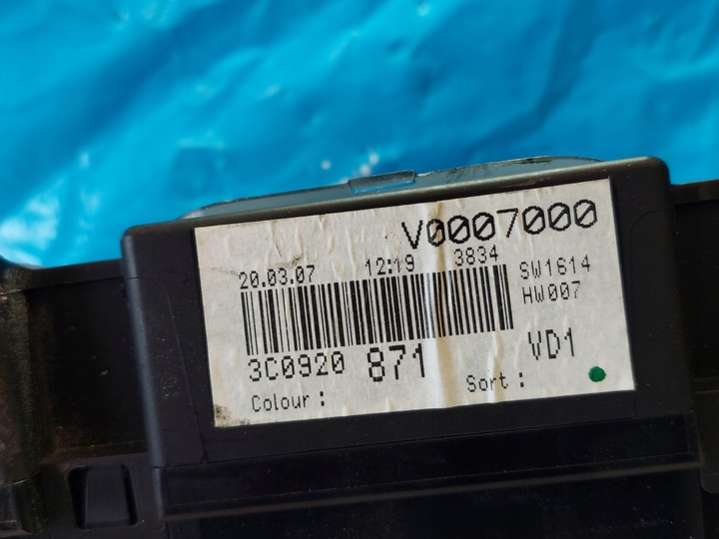 V0007000
20.03.07 12:19 3834 SW1614
HW007
3C0920 871 VD1
Colour : Sort :